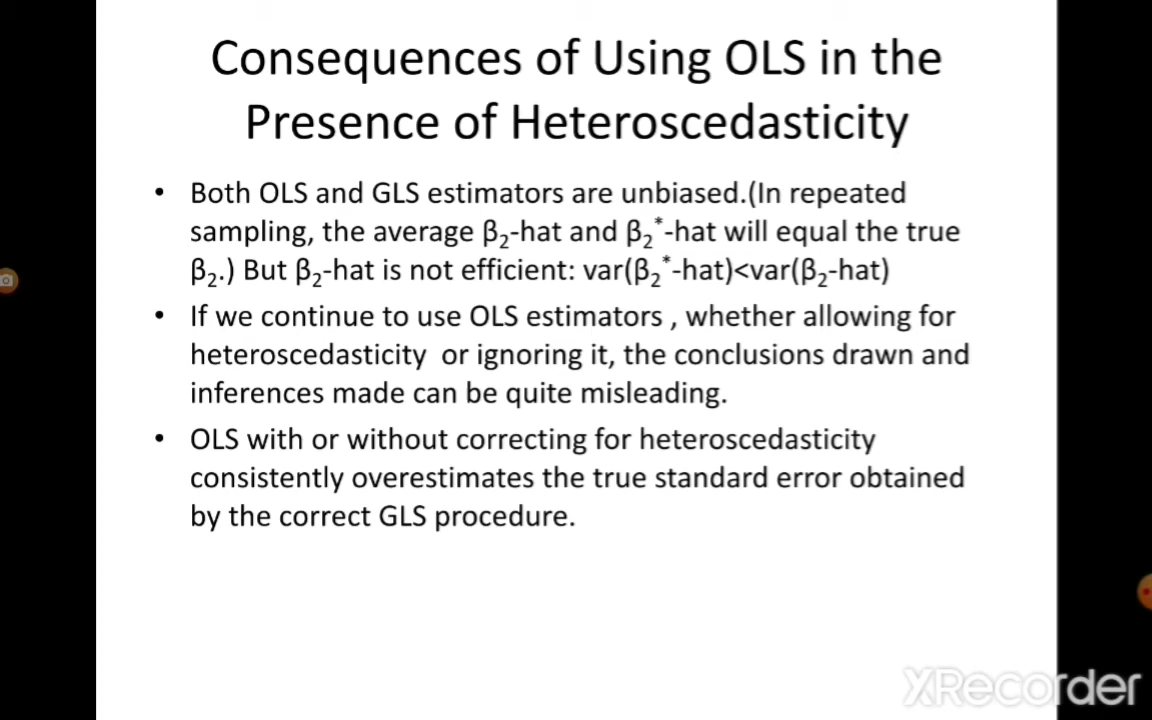 Consequences of Using OLS in the
Presence of Heteroscedasticity
• Both OLS and GLS estimators are unbiased.(In repeated
sampling, the average β₂-hat and β₂*-hat will equal the true
β₂.) But β₂-hat is not efficient: var(β₂*-hat)<var(β₂-hat)
• If we continue to use OLS estimators , whether allowing for
heteroscedasticity or ignoring it, the conclusions drawn and
inferences made can be quite misleading.
• OLS with or without correcting for heteroscedasticity
consistently overestimates the true standard error obtained
by the correct GLS procedure.
XRecorder